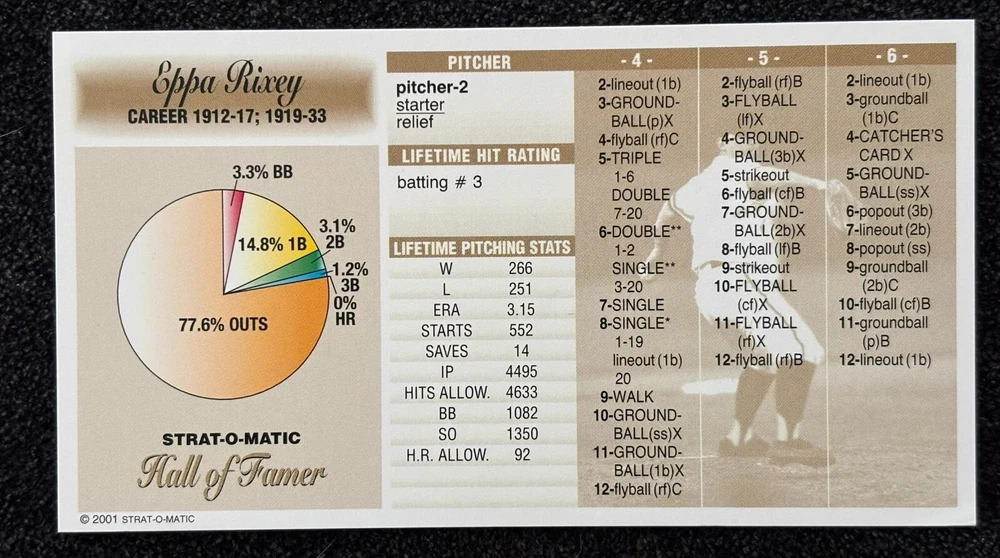 Eppa Rixey
CAREER 1912-17; 1919-33
3.3% BB
14.8% 1B
3.1%
2B
1.2%
3B
0%
HR
77.6% OUTS
STRAT-O-MATIC
Hall of Famer
© 2001 STRAT-O-MATIC
PITCHER
pitcher-2
starter
relief
LIFETIME HIT RATING
batting # 3
LIFETIME PITCHING STATS
W 266
L 251
ERA 3.15
STARTS 552
SAVES 14
IP 4495
HITS ALLOW. 4633
BB 1082
SO 1350
H.R. ALLOW. 92
- 4 -
2-lineout (1b)
3-GROUND-
BALL(p)X
4-flyball (rf)C
5-TRIPLE
1-6
DOUBLE
7-20
6-DOUBLE**
1-2
SINGLE**
3-20
7-SINGLE
8-SINGLE*
1-19
lineout (1b)
20
9-WALK
10-GROUND-
BALL(ss)X
11-GROUND-
BALL(1b)X
12-flyball (rf)C
- 5 -
2-flyball (rf)B
3-FLYBALL
(lf)X
4-GROUND-
BALL(3b)X
5-strikeout
6-flyball (cf)B
7-GROUND-
BALL(2b)X
8-flyball (lf)B
9-strikeout
10-FLYBALL
(cf)X
11-FLYBALL
(rf)X
12-flyball (rf)B
- 6 -
2-lineout (1b)
3-groundball
(1b)C
4-CATCHER'S
CARD X
5-GROUND-
BALL(ss)X
6-popout (3b)
7-lineout (2b)
8-popout (ss)
9-groundball
(2b)C
10-flyball (cf)B
11-groundball
(p)B
12-lineout (1b)